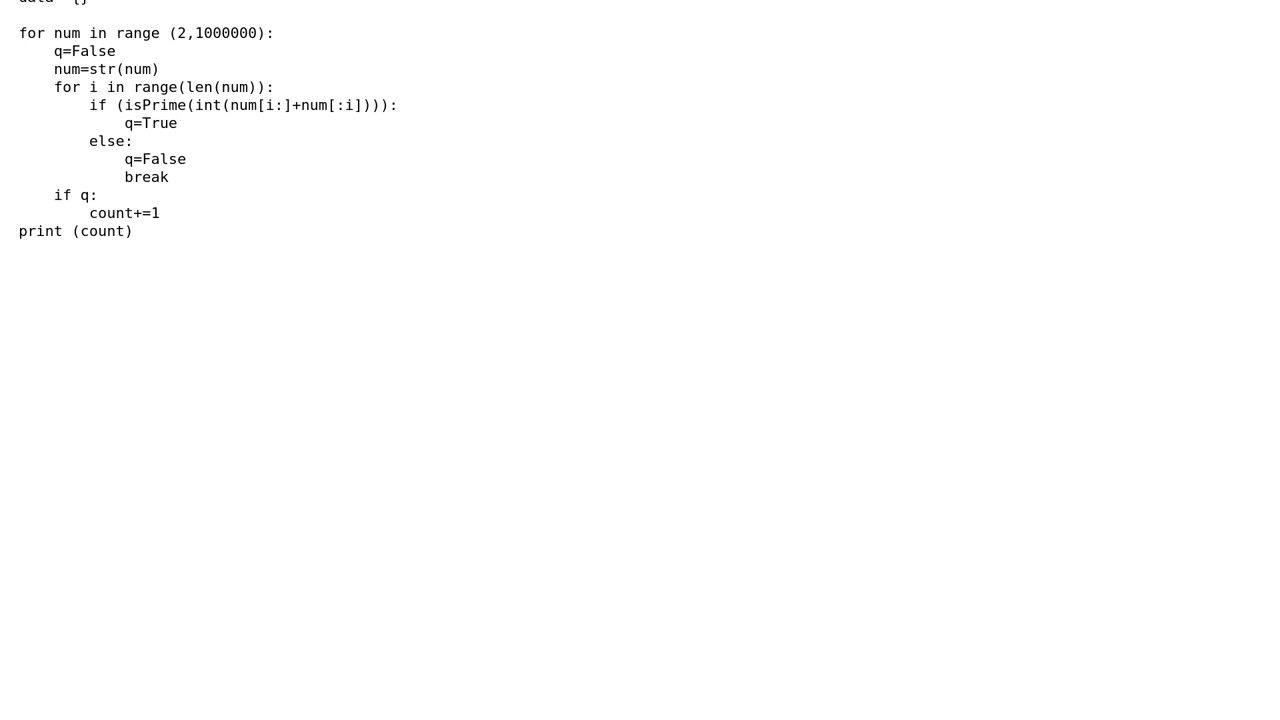 for num in range (2,1000000):
    q=False
    num=str(num)
    for i in range(len(num)):
        if (isPrime(int(num[i:]+num[:i]))):
            q=True
        else:
            q=False
            break
    if q:
        count+=1
print (count)